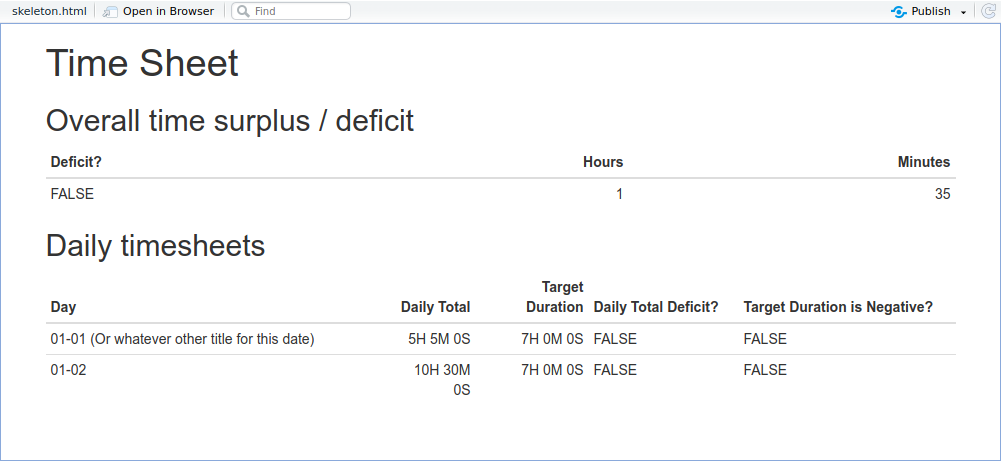 skeleton.html Open in Browser Find Publish
Time Sheet
Overall time surplus / deficit
Deficit? Hours Minutes
FALSE 1 35
Daily timesheets
Target
Day Daily Total Duration Daily Total Deficit? Target Duration is Negative?
01-01 (Or whatever other title for this date) 5H 5M 0S 7H 0M 0S FALSE FALSE
01-02 10H 30M 7H 0M 0S FALSE FALSE
0S